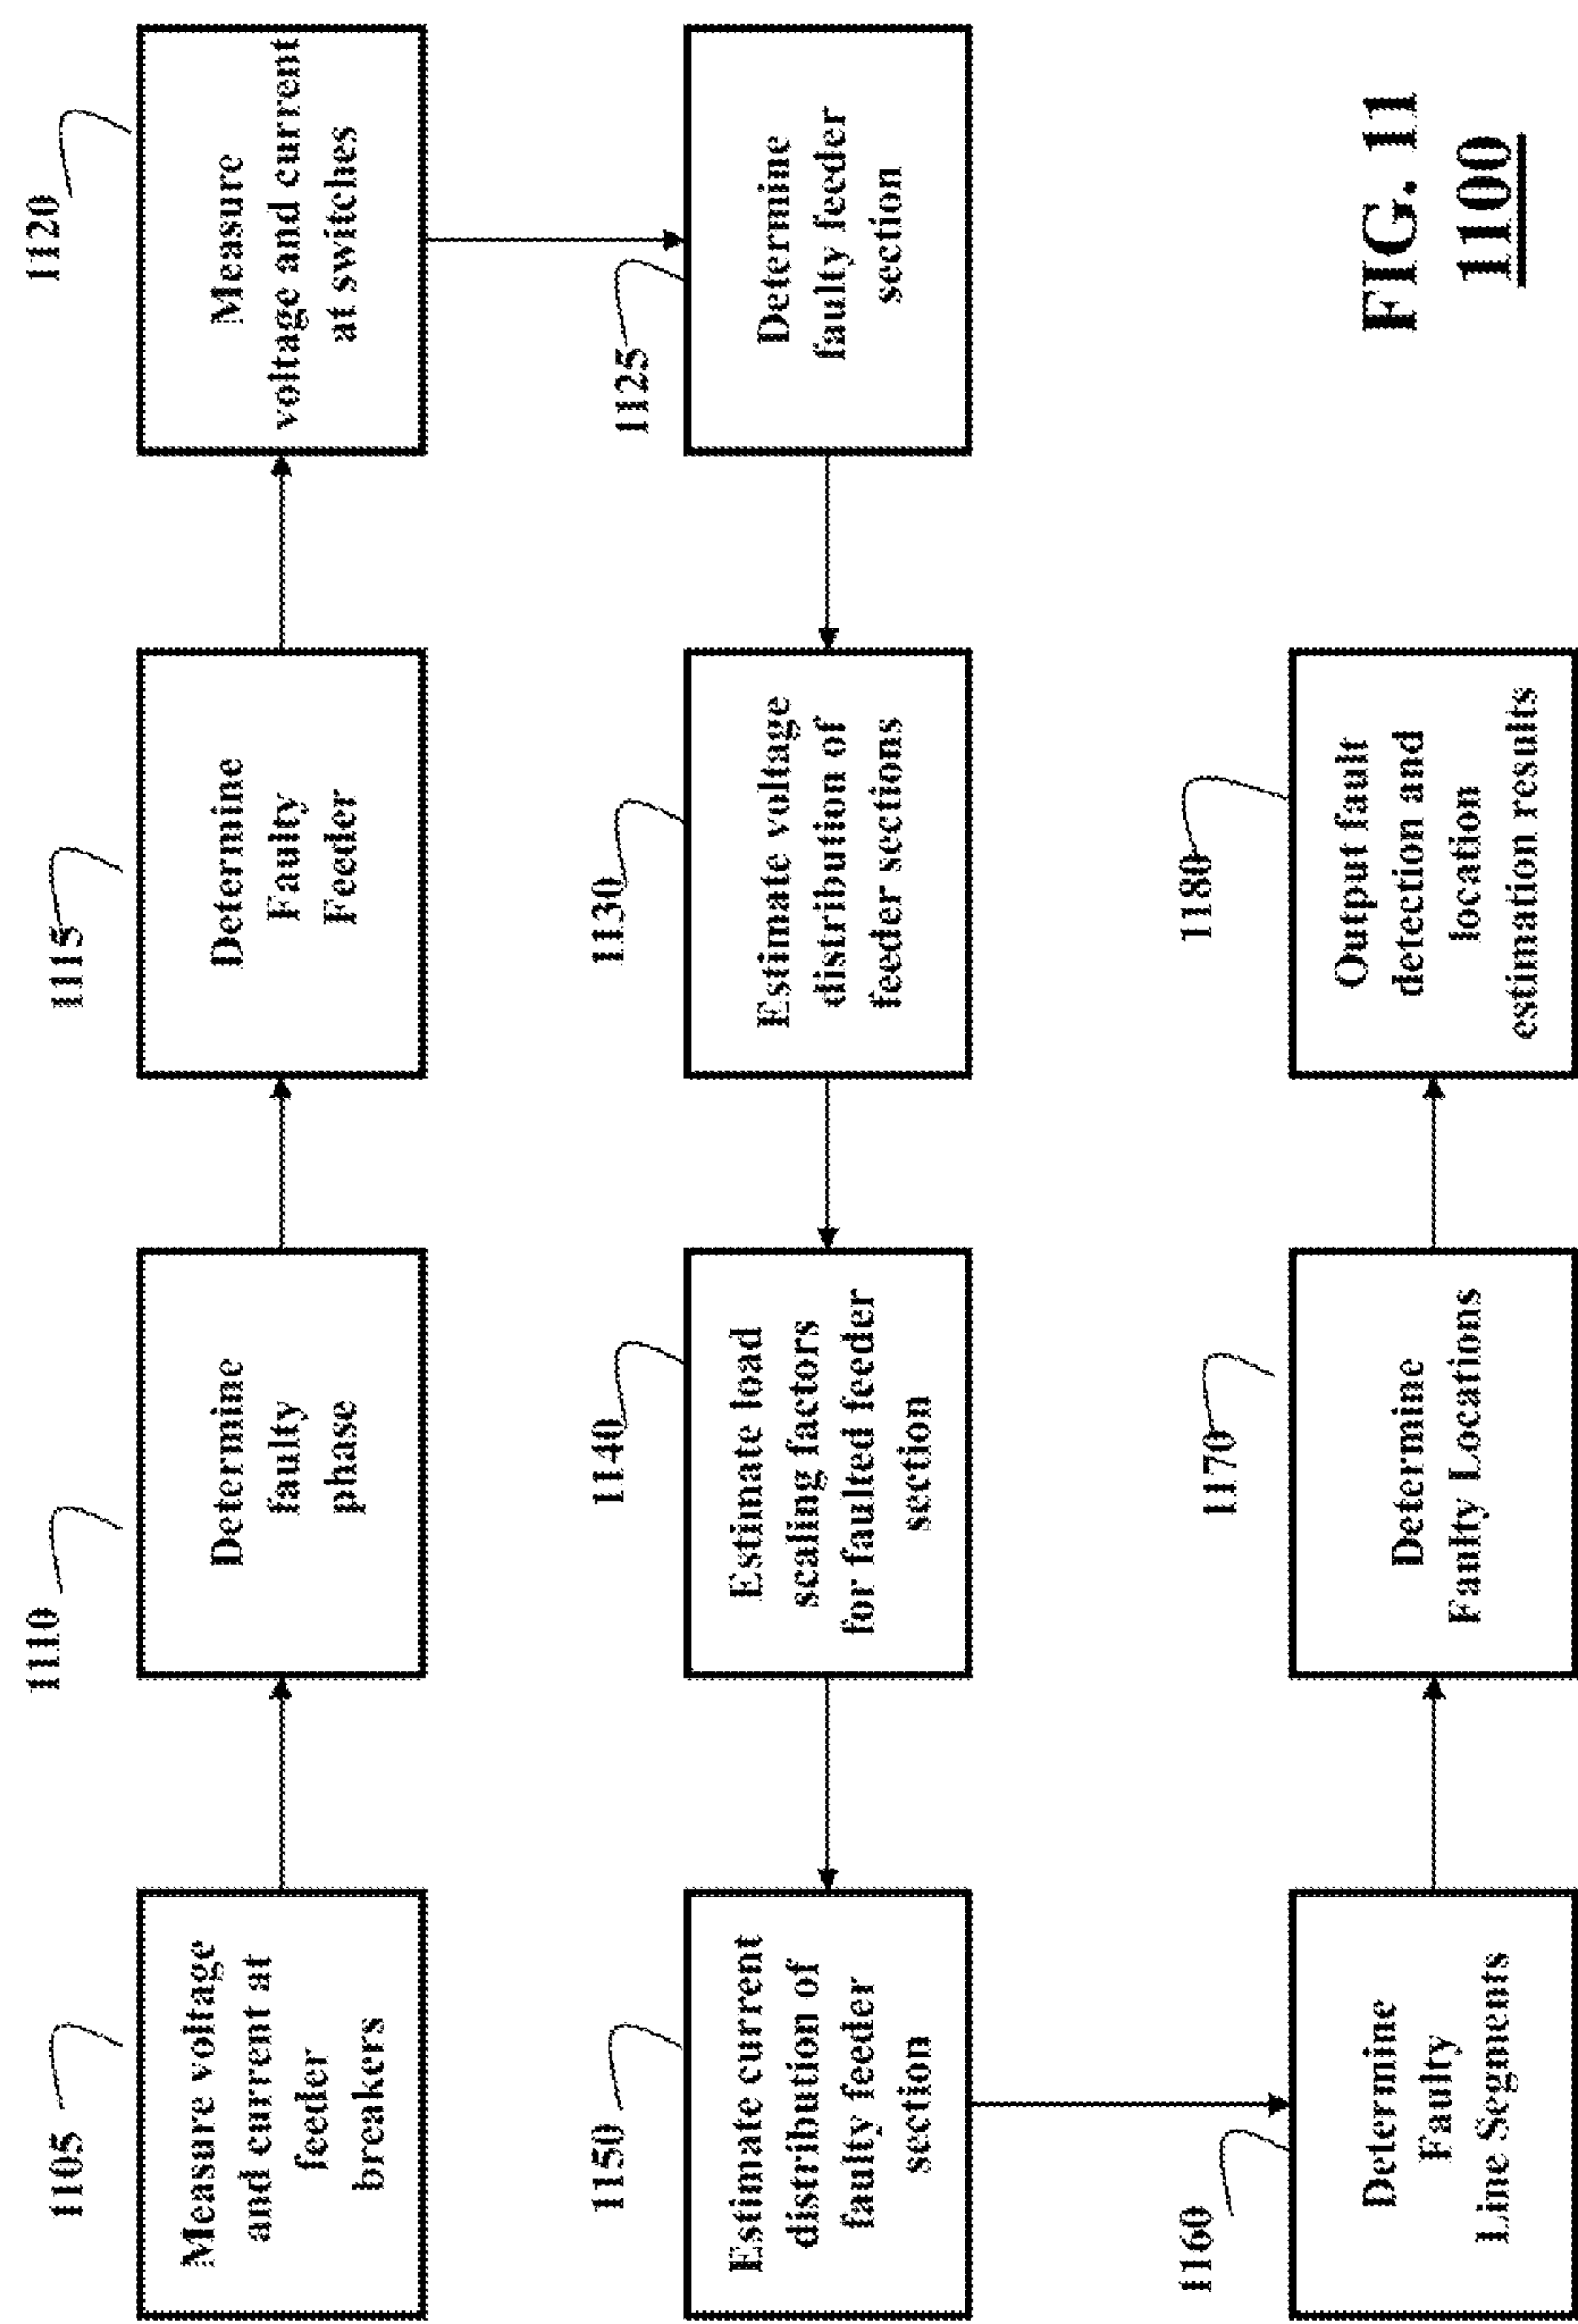 1105
Measure voltage
and current at
feeder
breakers
1110
Determine
faulty
phase
1115
Determine
Faulty
Feeder
1120
Measure
voltage and current
at switches
1125
Determine
faulty feeder
section
1130
Estimate voltage
distribution of
feeder sections
1140
Estimate load
scaling factors
for faulted feeder
section
1150
Estimate current
distribution of
faulty feeder
section
1160
Determine
Faulty
Line Segments
1170
Determine
Faulty Locations
1180
Output fault
detection and
location
estimation results
FIG. 11
1100